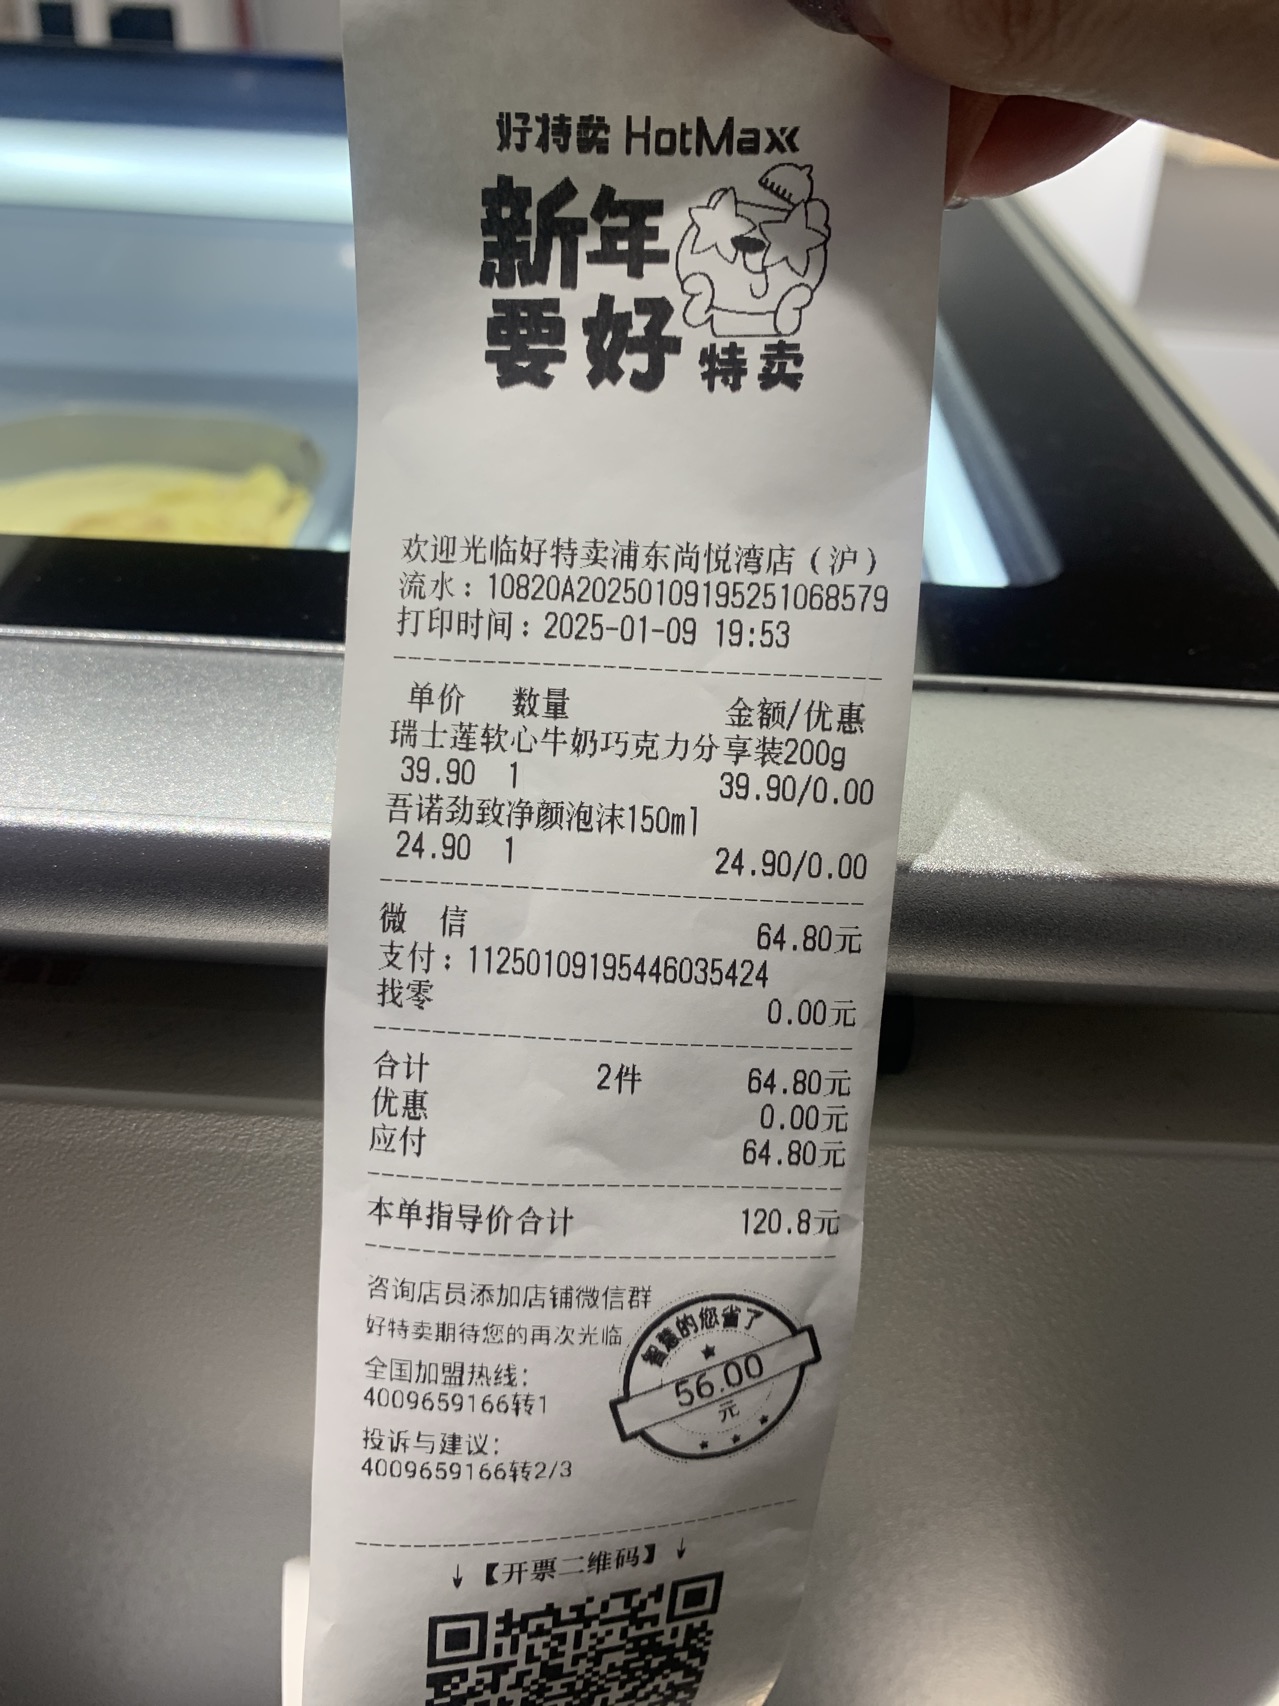 好特卖 HotMaxx
新年
要好特卖
欢迎光临好特卖浦东尚悦湾店（沪）
流水：10820A20250109195251068579
打印时间：2025-01-09 19:53
单价 数量 金额/优惠
瑞士莲软心牛奶巧克力分享装200g
39.90 1 39.90/0.00
吾诺劲致净颜泡沫150ml
24.90 1 24.90/0.00
微 信 64.80元
支付：11250109195446035424
找零 0.00元
合计 2件 64.80元
优惠 0.00元
应付 64.80元
本单指导价合计 120.8元
咨询店员添加店铺微信群
好特卖期待您的再次光临
全国加盟热线：
4009659166转1
投诉与建议：
4009659166转2/3
智慧的您省了
56.00
元
↓【开票二维码】↓